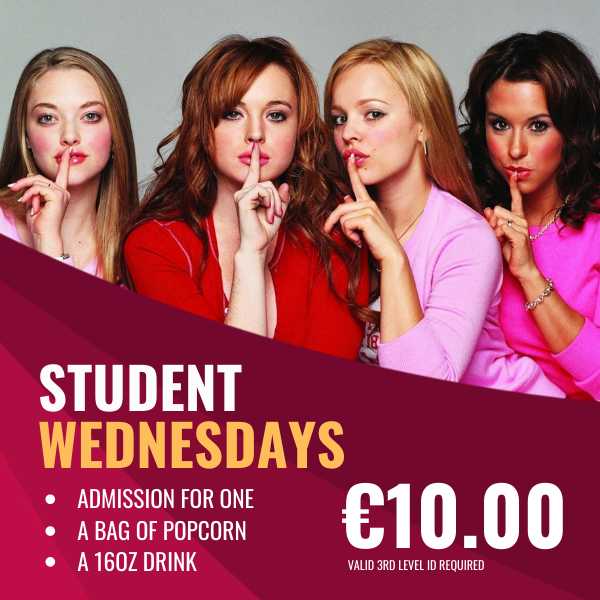 STUDENT
WEDNESDAYS
• ADMISSION FOR ONE
• A BAG OF POPCORN
• A 16OZ DRINK
€10.00
VALID 3RD LEVEL ID REQUIRED